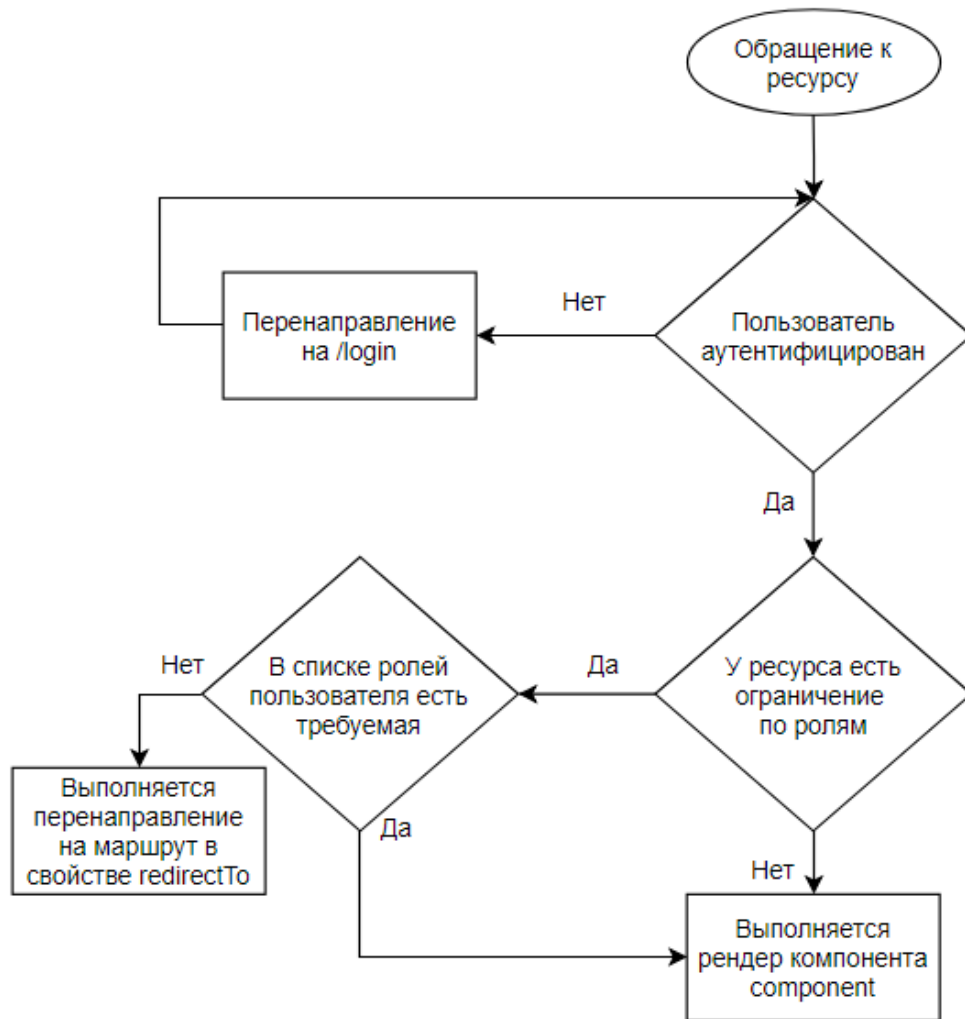 Обращение к
ресурсу
Нет
Перенаправление
на /login
Пользователь
аутентифицирован
Да
Нет
В списке ролей
пользователя есть
требуемая
Да
У ресурса есть
ограничение
по ролям
Выполняется
перенаправление
на маршрут в
свойстве redirectTo
Да
Нет
Выполняется
рендер компонента
component